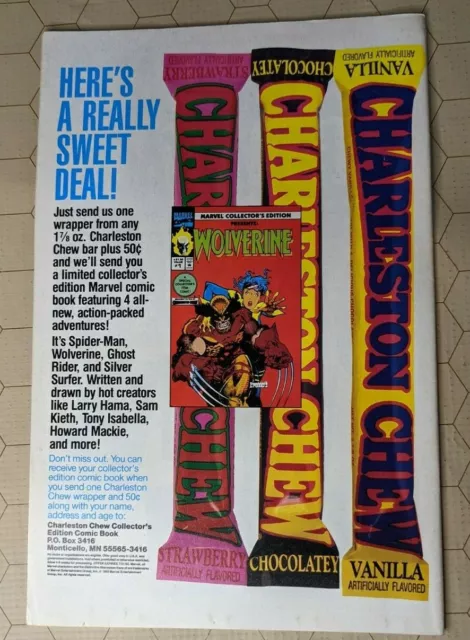 HERE'S
A REALLY
SWEET
DEAL!
Just send us one
wrapper from any
1⅞ oz. Charleston
Chew bar plus 50¢
and we'll send you
a limited collector's
edition Marvel comic
book featuring 4 all-
new, action-packed
adventures!
It's Spider-Man,
Wolverine, Ghost
Rider, and Silver
Surfer. Written and
drawn by hot creators
like Larry Hama, Sam
Kieth, Tony Isabella,
Howard Mackie,
and more!
Don't miss out. You can
receive your collector's
edition comic book when
you send one Charleston
Chew wrapper and 50¢
along with your name,
address and age to:
Charleston Chew Collector's
Edition Comic Book
P.O. Box 3416
Monticello, MN 55565-3416
STRAWBERRY
ARTIFICIALLY FLAVORED
CHARLESTON CHEW
STRAWBERRY
ARTIFICIALLY FLAVORED
CHOCOLATEY
CHARLESTON CHEW
CHOCOLATEY
VANILLA
ARTIFICIALLY FLAVORED
CHARLESTON CHEW
VANILLA
ARTIFICIALLY FLAVORED
MARVEL COLLECTOR'S EDITION
PRESENTS:
WOLVERINE
MARVEL
#1